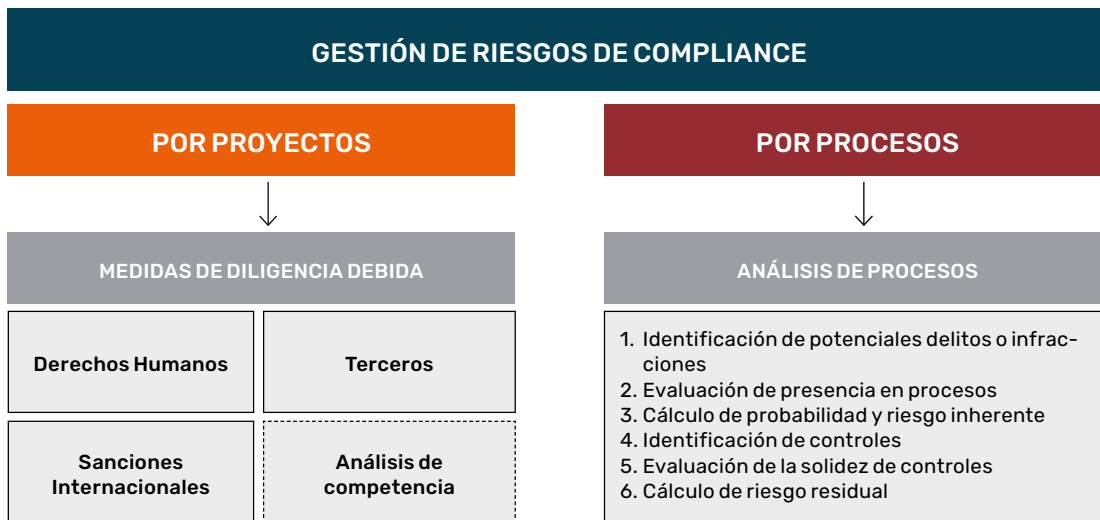 GESTIÓN DE RIESGOS DE COMPLIANCE
POR PROYECTOS
MEDIDAS DE DILIGENCIA DEBIDA
Derechos Humanos
Terceros
Sanciones
Internacionales
Análisis de
competencia
POR PROCESOS
ANÁLISIS DE PROCESOS
1. Identificación de potenciales delitos o infrac-
ciones
2. Evaluación de presencia en procesos
3. Cálculo de probabilidad y riesgo inherente
4. Identificación de controles
5. Evaluación de la solidez de controles
6. Cálculo de riesgo residual